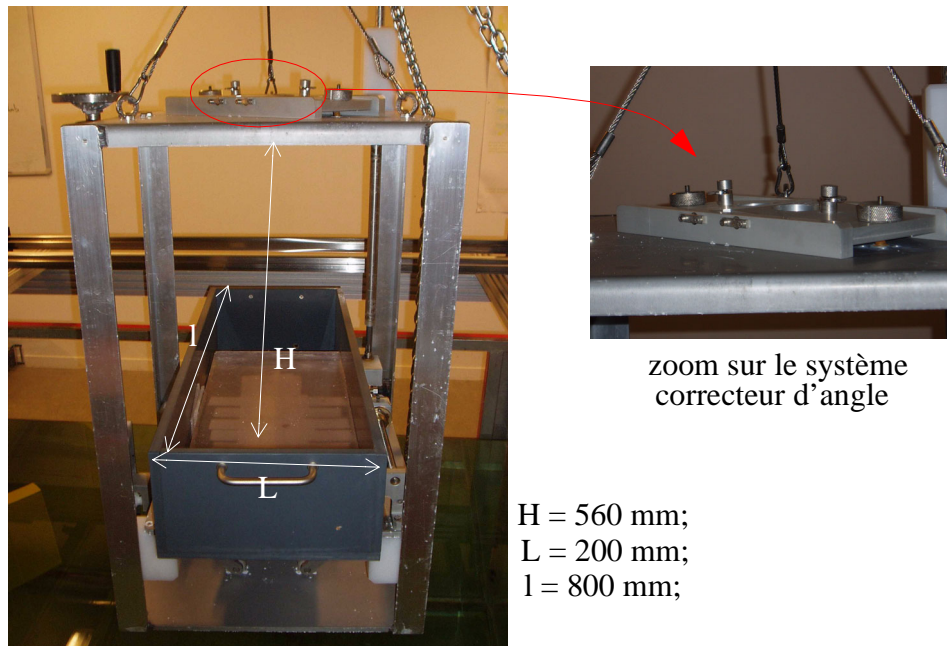 l
H
L
zoom sur le système
correcteur d'angle
H = 560 mm;
L = 200 mm;
l = 800 mm;